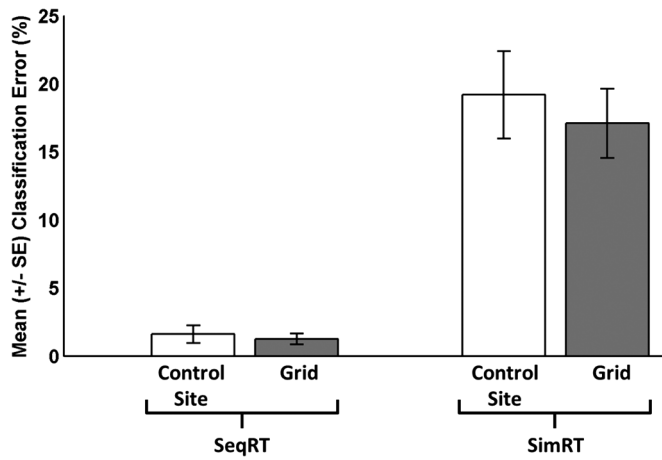 Mean (+/- SE) Classification Error (%)
25
20
15
10
5
0
Control Site
Grid
Control Site
Grid
SeqRT
SimRT